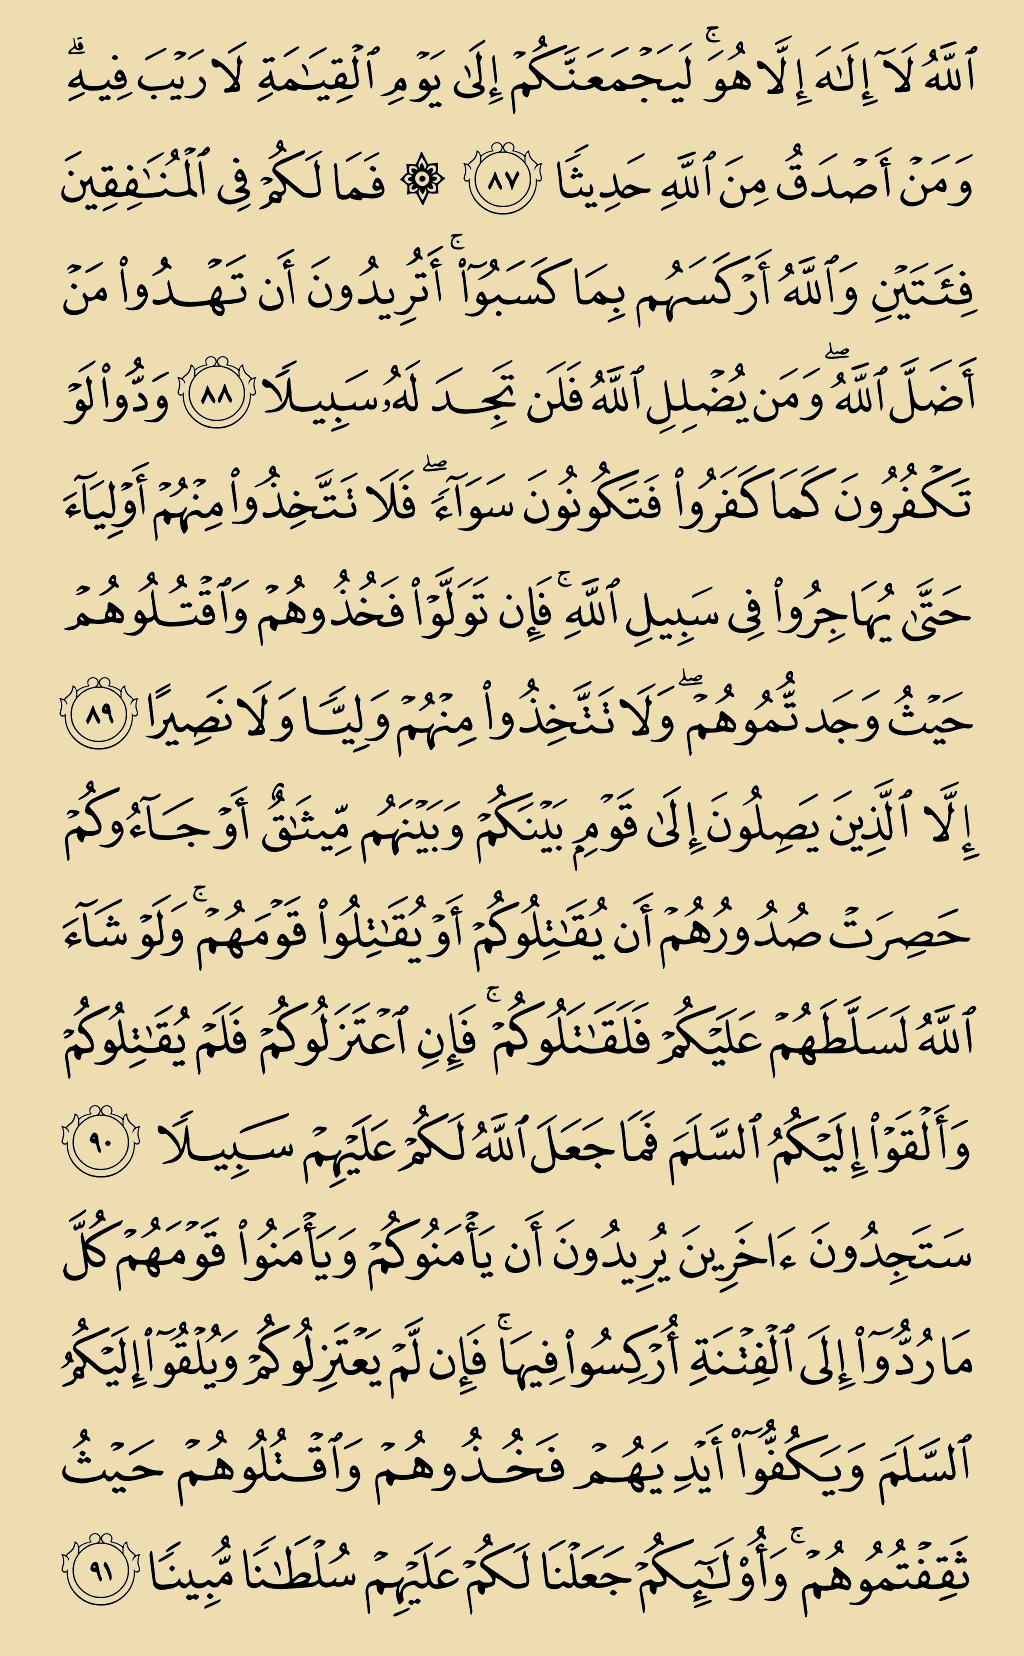 ٱللَّهُ لَآ إِلَٰهَ إِلَّا هُوَۚ لَيَجْمَعَنَّكُمْ إِلَىٰ يَوْمِ ٱلْقِيَٰمَةِ لَا رَيْبَ فِيهِۗ
وَمَنْ أَصْدَقُ مِنَ ٱللَّهِ حَدِيثًا ٨٧ ۞ فَمَا لَكُمْ فِى ٱلْمُنَٰفِقِينَ
فِئَتَيْنِ وَٱللَّهُ أَرْكَسَهُم بِمَا كَسَبُوٓا۟ۚ أَتُرِيدُونَ أَن تَهْدُوا۟ مَنْ
أَضَلَّ ٱللَّهُۖ وَمَن يُضْلِلِ ٱللَّهُ فَلَن تَجِدَ لَهُۥ سَبِيلًا ٨٨ وَدُّوا۟ لَوْ
تَكْفُرُونَ كَمَا كَفَرُوا۟ فَتَكُونُونَ سَوَآءًۖ فَلَا تَتَّخِذُوا۟ مِنْهُمْ أَوْلِيَآءَ
حَتَّىٰ يُهَاجِرُوا۟ فِى سَبِيلِ ٱللَّهِۚ فَإِن تَوَلَّوْا۟ فَخُذُوهُمْ وَٱقْتُلُوهُمْ
حَيْثُ وَجَدتُّمُوهُمْۖ وَلَا تَتَّخِذُوا۟ مِنْهُمْ وَلِيًّا وَلَا نَصِيرًا ٨٩
إِلَّا ٱلَّذِينَ يَصِلُونَ إِلَىٰ قَوْمٍۭ بَيْنَكُمْ وَبَيْنَهُم مِّيثَٰقٌ أَوْ جَآءُوكُمْ
حَصِرَتْ صُدُورُهُمْ أَن يُقَٰتِلُوكُمْ أَوْ يُقَٰتِلُوا۟ قَوْمَهُمْۚ وَلَوْ شَآءَ
ٱللَّهُ لَسَلَّطَهُمْ عَلَيْكُمْ فَلَقَٰتَلُوكُمْۚ فَإِنِ ٱعْتَزَلُوكُمْ فَلَمْ يُقَٰتِلُوكُمْ
وَأَلْقَوْا۟ إِلَيْكُمُ ٱلسَّلَمَ فَمَا جَعَلَ ٱللَّهُ لَكُمْ عَلَيْهِمْ سَبِيلًا ٩٠
سَتَجِدُونَ ءَاخَرِينَ يُرِيدُونَ أَن يَأْمَنُوكُمْ وَيَأْمَنُوا۟ قَوْمَهُمْ كُلَّ
مَا رُدُّوٓا۟ إِلَى ٱلْفِتْنَةِ أُرْكِسُوا۟ فِيهَاۚ فَإِن لَّمْ يَعْتَزِلُوكُمْ وَيُلْقُوٓا۟ إِلَيْكُمُ
ٱلسَّلَمَ وَيَكُفُّوٓا۟ أَيْدِيَهُمْ فَخُذُوهُمْ وَٱقْتُلُوهُمْ حَيْثُ
ثَقِفْتُمُوهُمْۚ وَأُو۟لَٰٓئِكُمْ جَعَلْنَا لَكُمْ عَلَيْهِمْ سُلْطَٰنًا مُّبِينًا ٩١